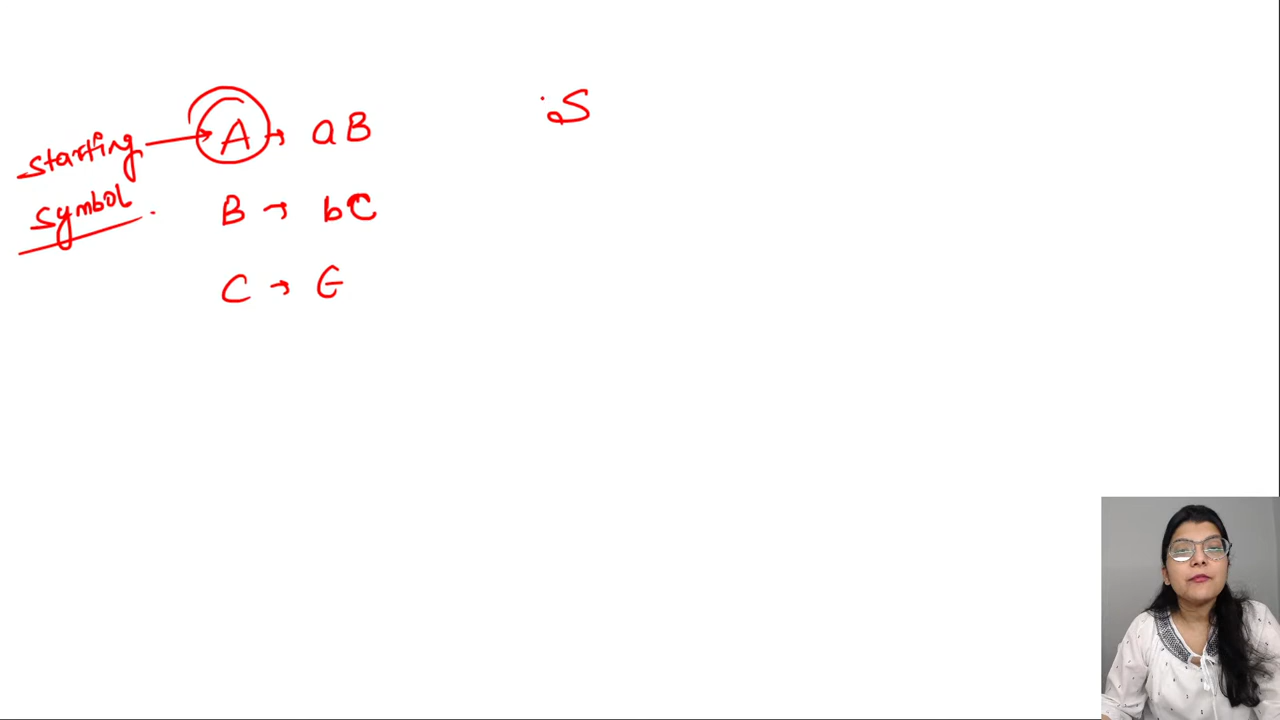 starting → A → aB
symbol.
B → bC
C → ϵ
S